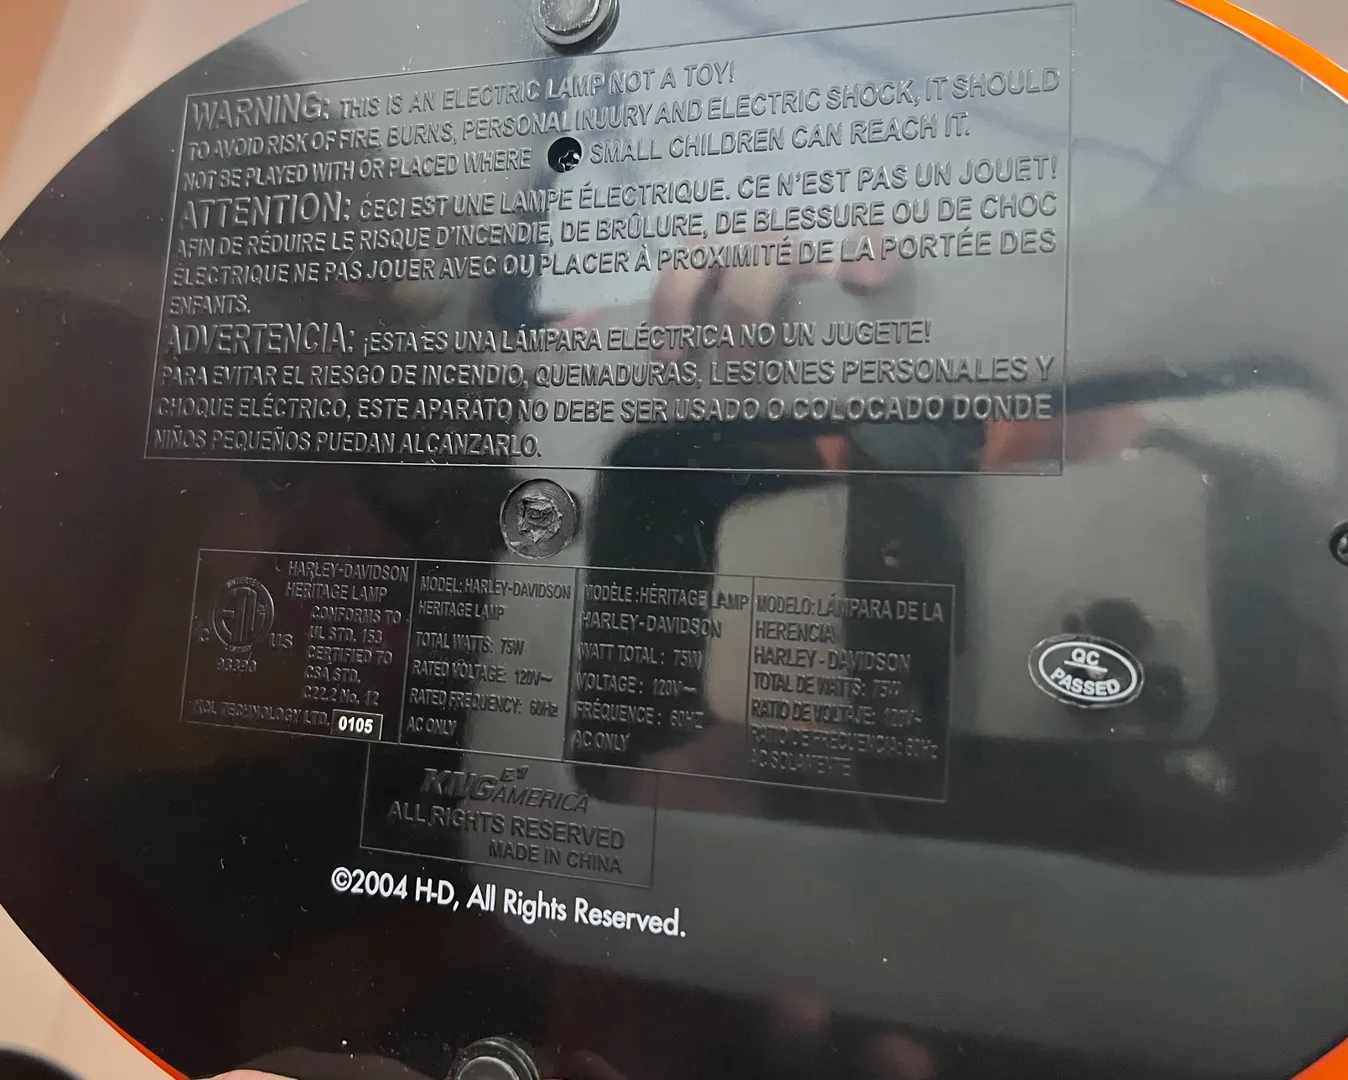 WARNING: THIS IS AN ELECTRIC LAMP NOT A TOY!
TO AVOID RISK OF FIRE, BURNS, PERSONAL INJURY AND ELECTRIC SHOCK, IT SHOULD
NOT BE PLAYED WITH OR PLACED WHERE SMALL CHILDREN CAN REACH IT.
ATTENTION: CECI EST UNE LAMPE ÉLECTRIQUE. CE N'EST PAS UN JOUET!
AFIN DE RÉDUIRE LE RISQUE D'INCENDIE, DE BRÛLURE, DE BLESSURE OU DE CHOC
ÉLECTRIQUE NE PAS JOUER AVEC OU PLACER À PROXIMITÉ DE LA PORTÉE DES
ENFANTS.
ADVERTENCIA: ¡ESTA ES UNA LÁMPARA ELÉCTRICA NO UN JUGETE!
PARA EVITAR EL RIESGO DE INCENDIO, QUEMADURAS, LESIONES PERSONALES Y
CHOQUE ELÉCTRICO, ESTE APARATO NO DEBE SER USADO O COLOCADO DONDE
NIÑOS PEQUEÑOS PUEDAN ALCANZARLO.
HARLEY-DAVIDSON
HERITAGE LAMP
CONFORMS TO
UL STD. 153
CERTIFIED TO
CSA STD.
C22.2 No. 12
C US
TECHNOLOGY LTD. 0105
MODEL: HARLEY-DAVIDSON
HERITAGE LAMP
TOTAL WATTS: 75W
RATED VOLTAGE: 120V~
RATED FREQUENCY: 60Hz
AC ONLY
MODÈLE : HÉRITAGE LAMP
HARLEY-DAVIDSON
WATT TOTAL : 75W
VOLTAGE : 120V~
FRÉQUENCE : 60HZ
AC ONLY
MODELO: LÁMPARA DE LA
HERENCIA
HARLEY-DAVIDSON
TOTAL DE WATTS: 75W
RATIO DE VOLTAJE: 120V~
RATIO DE FRECUENCIA: 60Hz
AC SOLAMENTE
QC
PASSED
KNG AMERICA
ALL RIGHTS RESERVED
MADE IN CHINA
©2004 H-D, All Rights Reserved.